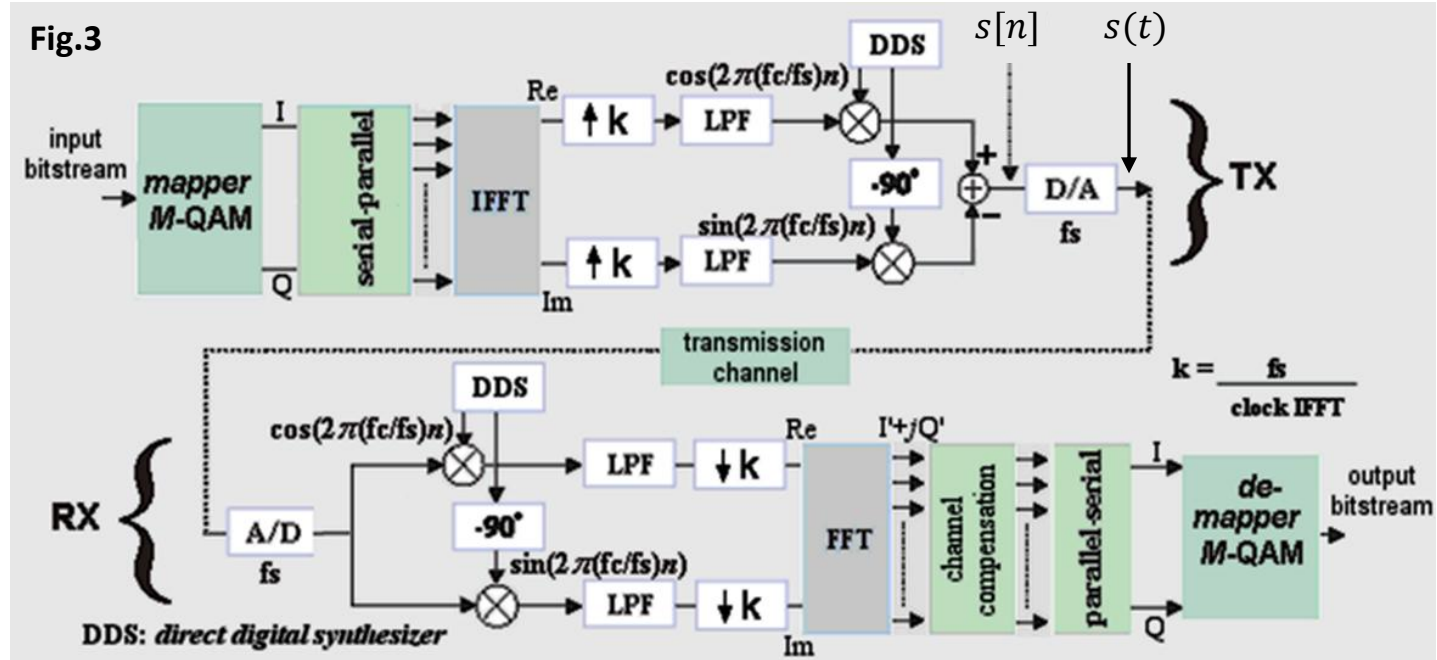 Fig.3
s[n]
s(t)
DDS
cos(2π(fc/fs)n)
Re
I
input
bitstream
mapper
M-QAM
serial-parallel
IFFT
↑ k
LPF
+
-90°
D/A
fs
TX
sin(2π(fc/fs)n)
−
Q
Im
↑ k
LPF
transmission
channel
k = fs
clock IFFT
DDS
cos(2π(fc/fs)n)
Re
I'+jQ'
I
RX
A/D
fs
LPF
↓ k
-90°
FFT
channel
compensation
parallel-serial
de-
mapper
M-QAM
output
bitstream
sin(2π(fc/fs)n)
LPF
↓ k
Im
Q
DDS: direct digital synthesizer